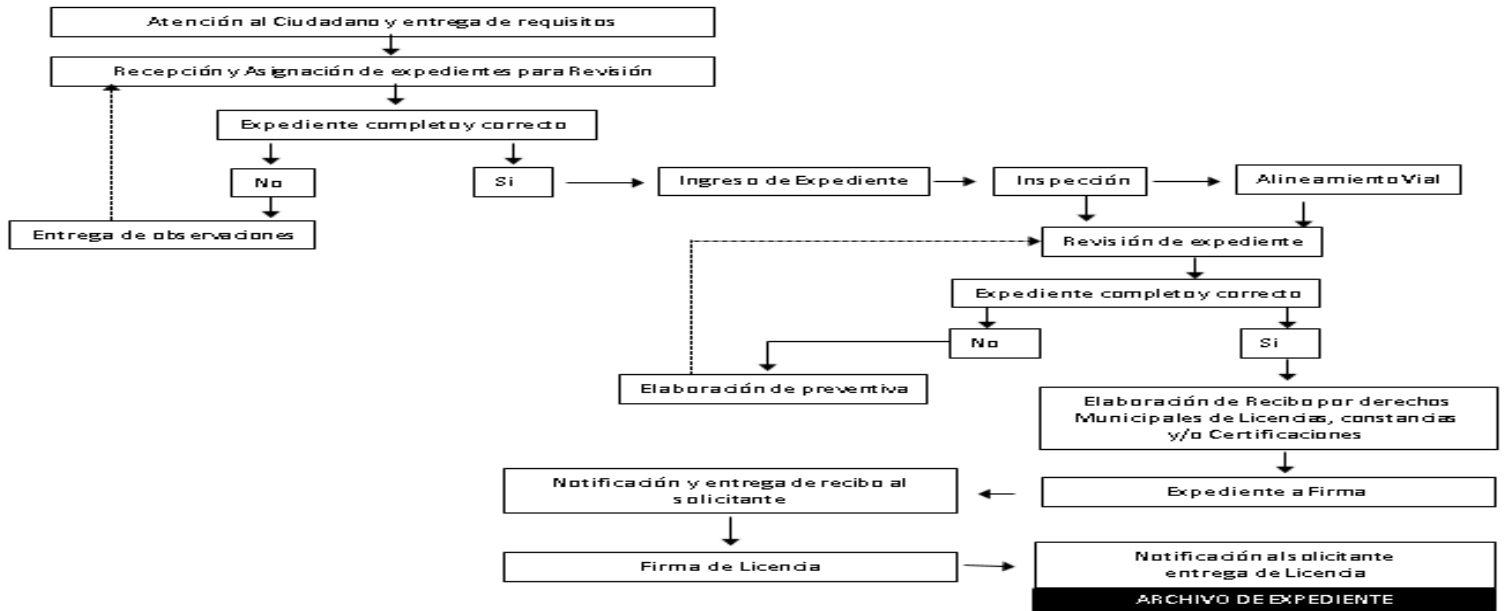 Atención al Ciudadano y entrega de requisitos
Recepción y Asignación de expedientes para Revisión
Expediente completo y correcto
No
Si
Ingreso de Expediente
Inspección
Alineamiento Vial
Entrega de observaciones
Revisión de expediente
Expediente completo y correcto
No
Si
Elaboración de preventiva
Elaboración de Recibo por derechos
Municipales de Licencias, constancias
y/o Certificaciones
Notificación y entrega de recibo al
solicitante
Expediente a Firma
Firma de Licencia
Notificación al solicitante
entrega de Licencia
ARCHIVO DE EXPEDIENTE